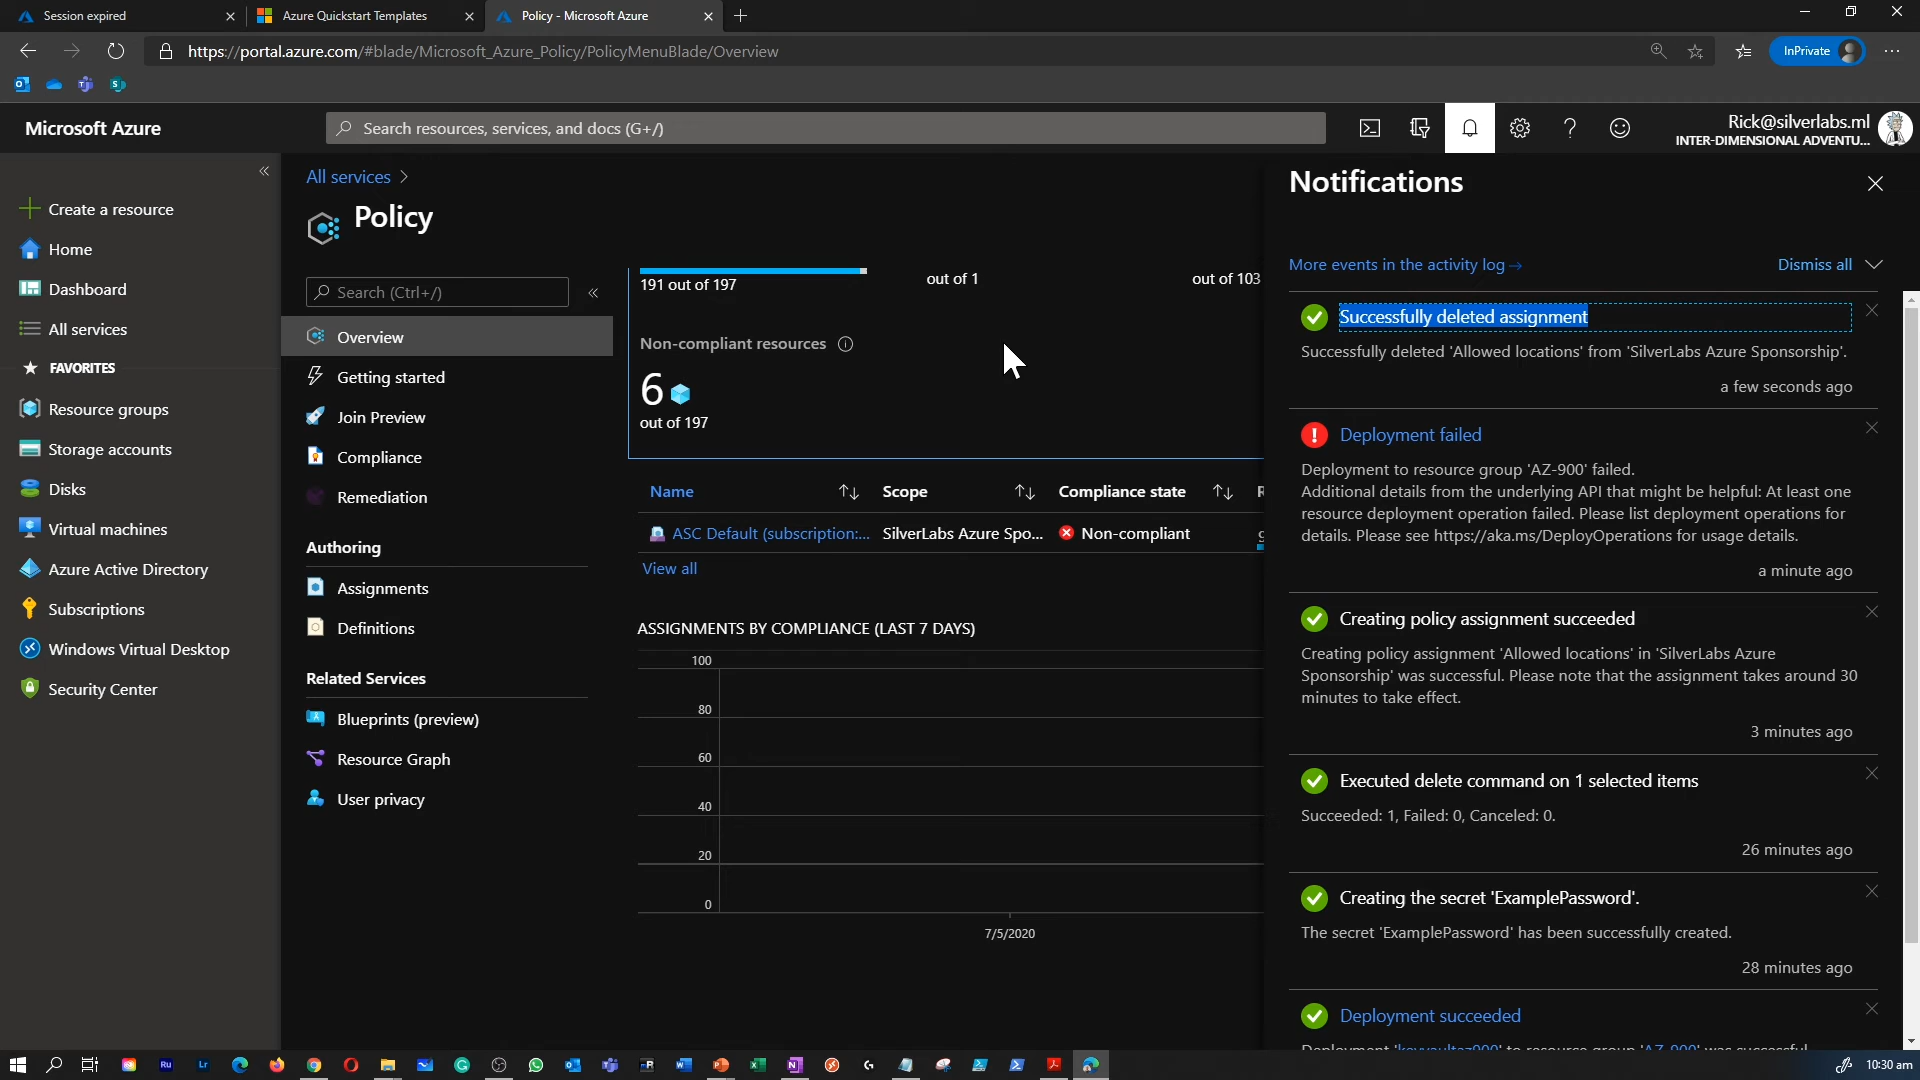 Session expired
Azure Quickstart Templates
Policy - Microsoft Azure
https://portal.azure.com/#blade/Microsoft_Azure_Policy/PolicyMenuBlade/Overview
InPrivate
Microsoft Azure
Search resources, services, and docs (G+/)
Rick@silverlabs.ml
INTER-DIMENSIONAL ADVENTU...
Create a resource
Home
Dashboard
All services
FAVORITES
Resource groups
Storage accounts
Disks
Virtual machines
Azure Active Directory
Subscriptions
Windows Virtual Desktop
Security Center
All services >
Policy
Search (Ctrl+/)
Overview
Getting started
Join Preview
Compliance
Remediation
Authoring
Assignments
Definitions
Related Services
Blueprints (preview)
Resource Graph
User privacy
191 out of 197
out of 1
out of 103
Non-compliant resources
6
out of 197
Name Scope Compliance state
ASC Default (subscription:... SilverLabs Azure Spo... Non-compliant
View all
ASSIGNMENTS BY COMPLIANCE (LAST 7 DAYS)
100
80
60
40
20
0
7/5/2020
Notifications
More events in the activity log →
Dismiss all
Successfully deleted assignment
Successfully deleted 'Allowed locations' from 'SilverLabs Azure Sponsorship'.
a few seconds ago
Deployment failed
Deployment to resource group 'AZ-900' failed.
Additional details from the underlying API that might be helpful: At least one
resource deployment operation failed. Please list deployment operations for
details. Please see https://aka.ms/DeployOperations for usage details.
a minute ago
Creating policy assignment succeeded
Creating policy assignment 'Allowed locations' in 'SilverLabs Azure
Sponsorship' was successful. Please note that the assignment takes around 30
minutes to take effect.
3 minutes ago
Executed delete command on 1 selected items
Succeeded: 1, Failed: 0, Canceled: 0.
26 minutes ago
Creating the secret 'ExamplePassword'.
The secret 'ExamplePassword' has been successfully created.
28 minutes ago
Deployment succeeded
Deployment 'keyvaultaz900' to resource group 'AZ-900' was successful.
10:30 am